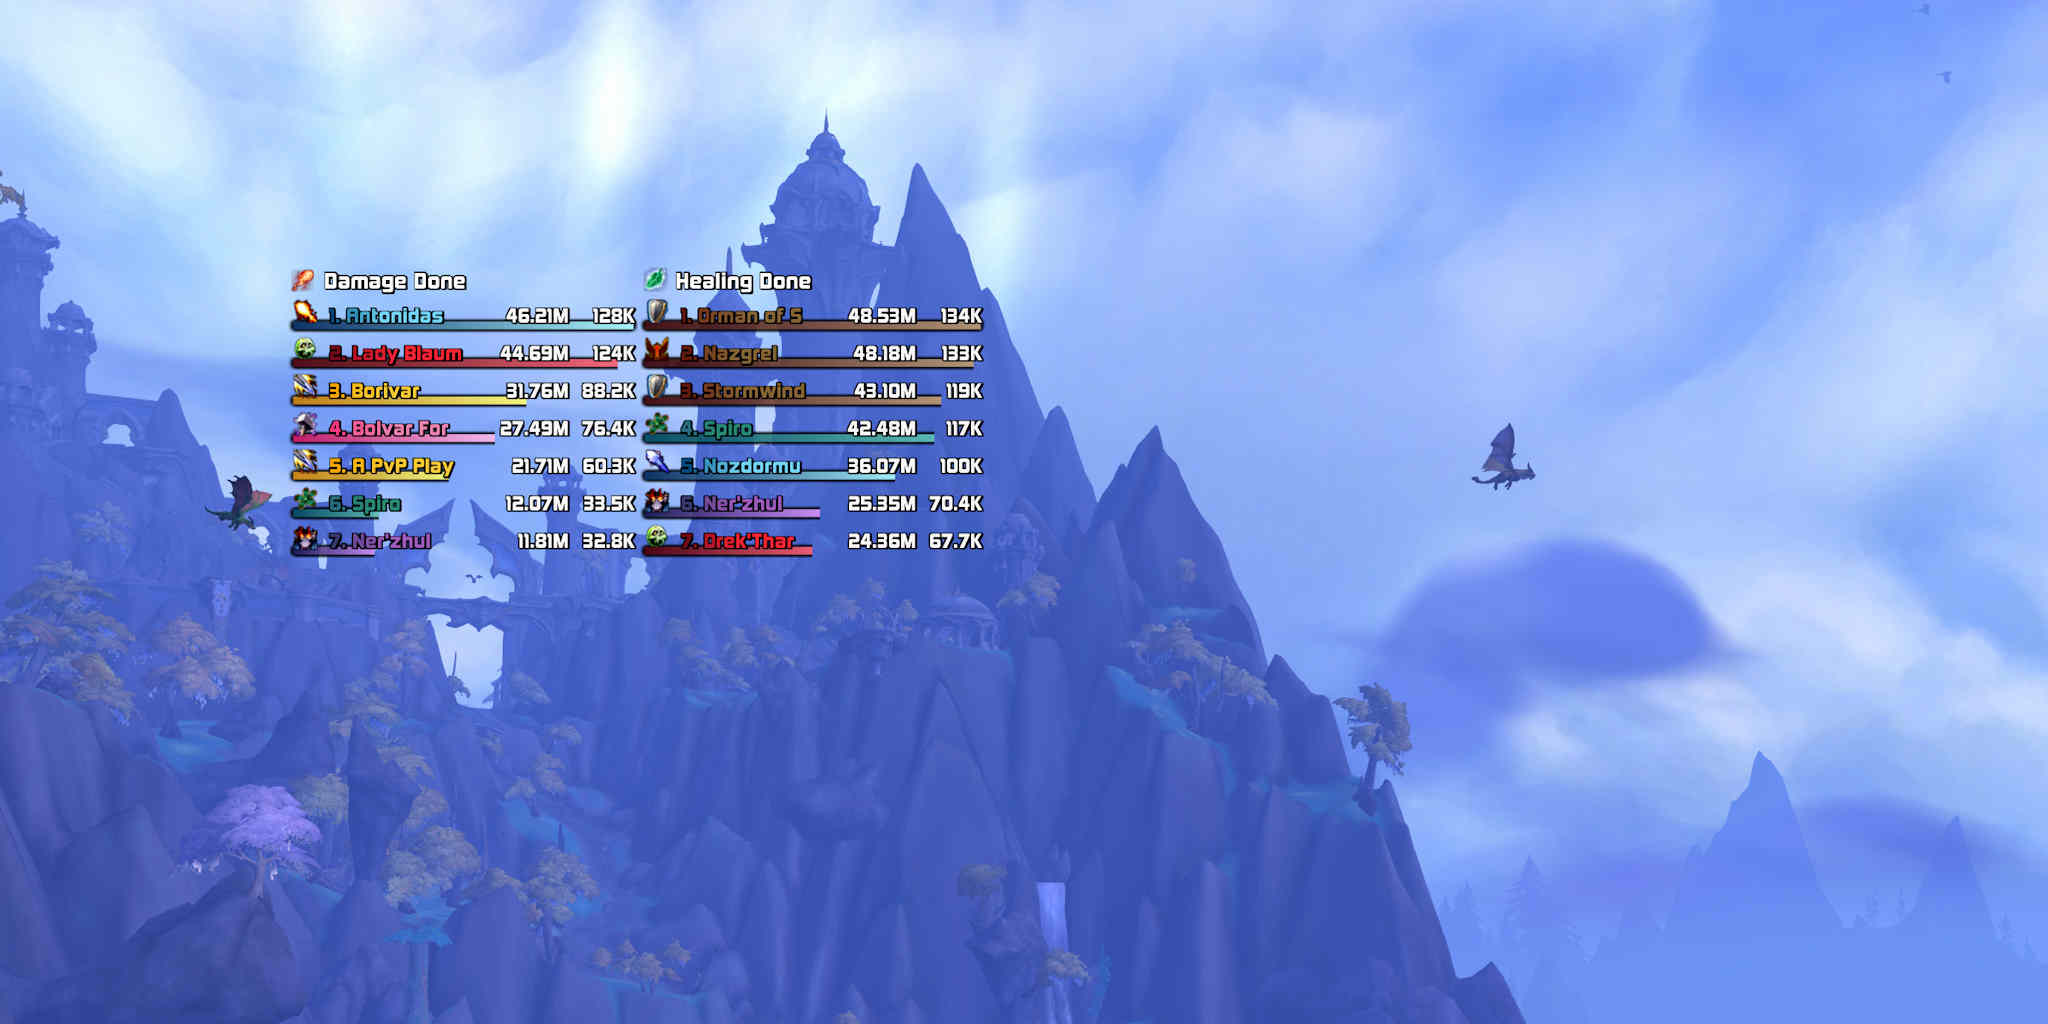 Damage Done
1. Antonidas 46.21M 128K
2. Lady Blaum 44.69M 124K
3. Borivar 31.76M 88.2K
4. Bolvar For 27.49M 76.4K
5. A PvP Play 21.71M 60.3K
6. Spiro 12.07M 33.5K
7. Ner'zhul 11.81M 32.8K
Healing Done
1. Orman of S 48.53M 134K
2. Nazgrel 48.18M 133K
3. Stormwind 43.10M 119K
4. Spiro 42.48M 117K
5. Nozdormu 36.07M 100K
6. Ner'zhul 25.35M 70.4K
7. Drek'Thar 24.36M 67.7K